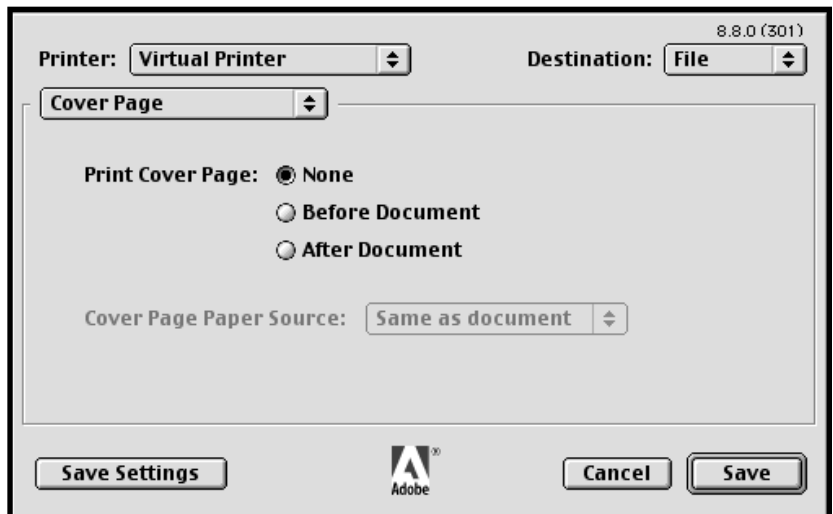 8.8.0 (301)
Printer: Virtual Printer Destination: File
Cover Page
Print Cover Page: None
Before Document
After Document
Cover Page Paper Source: Same as document
Save Settings Adobe® Cancel Save